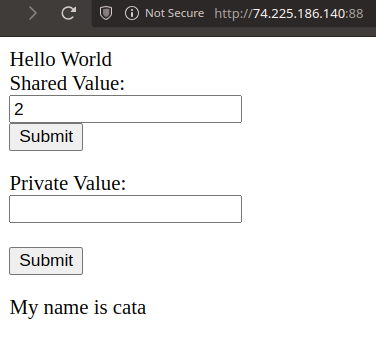 Not Secure http://74.225.186.140:88
Hello World
Shared Value:
2
Submit
Private Value:
Submit
My name is cata